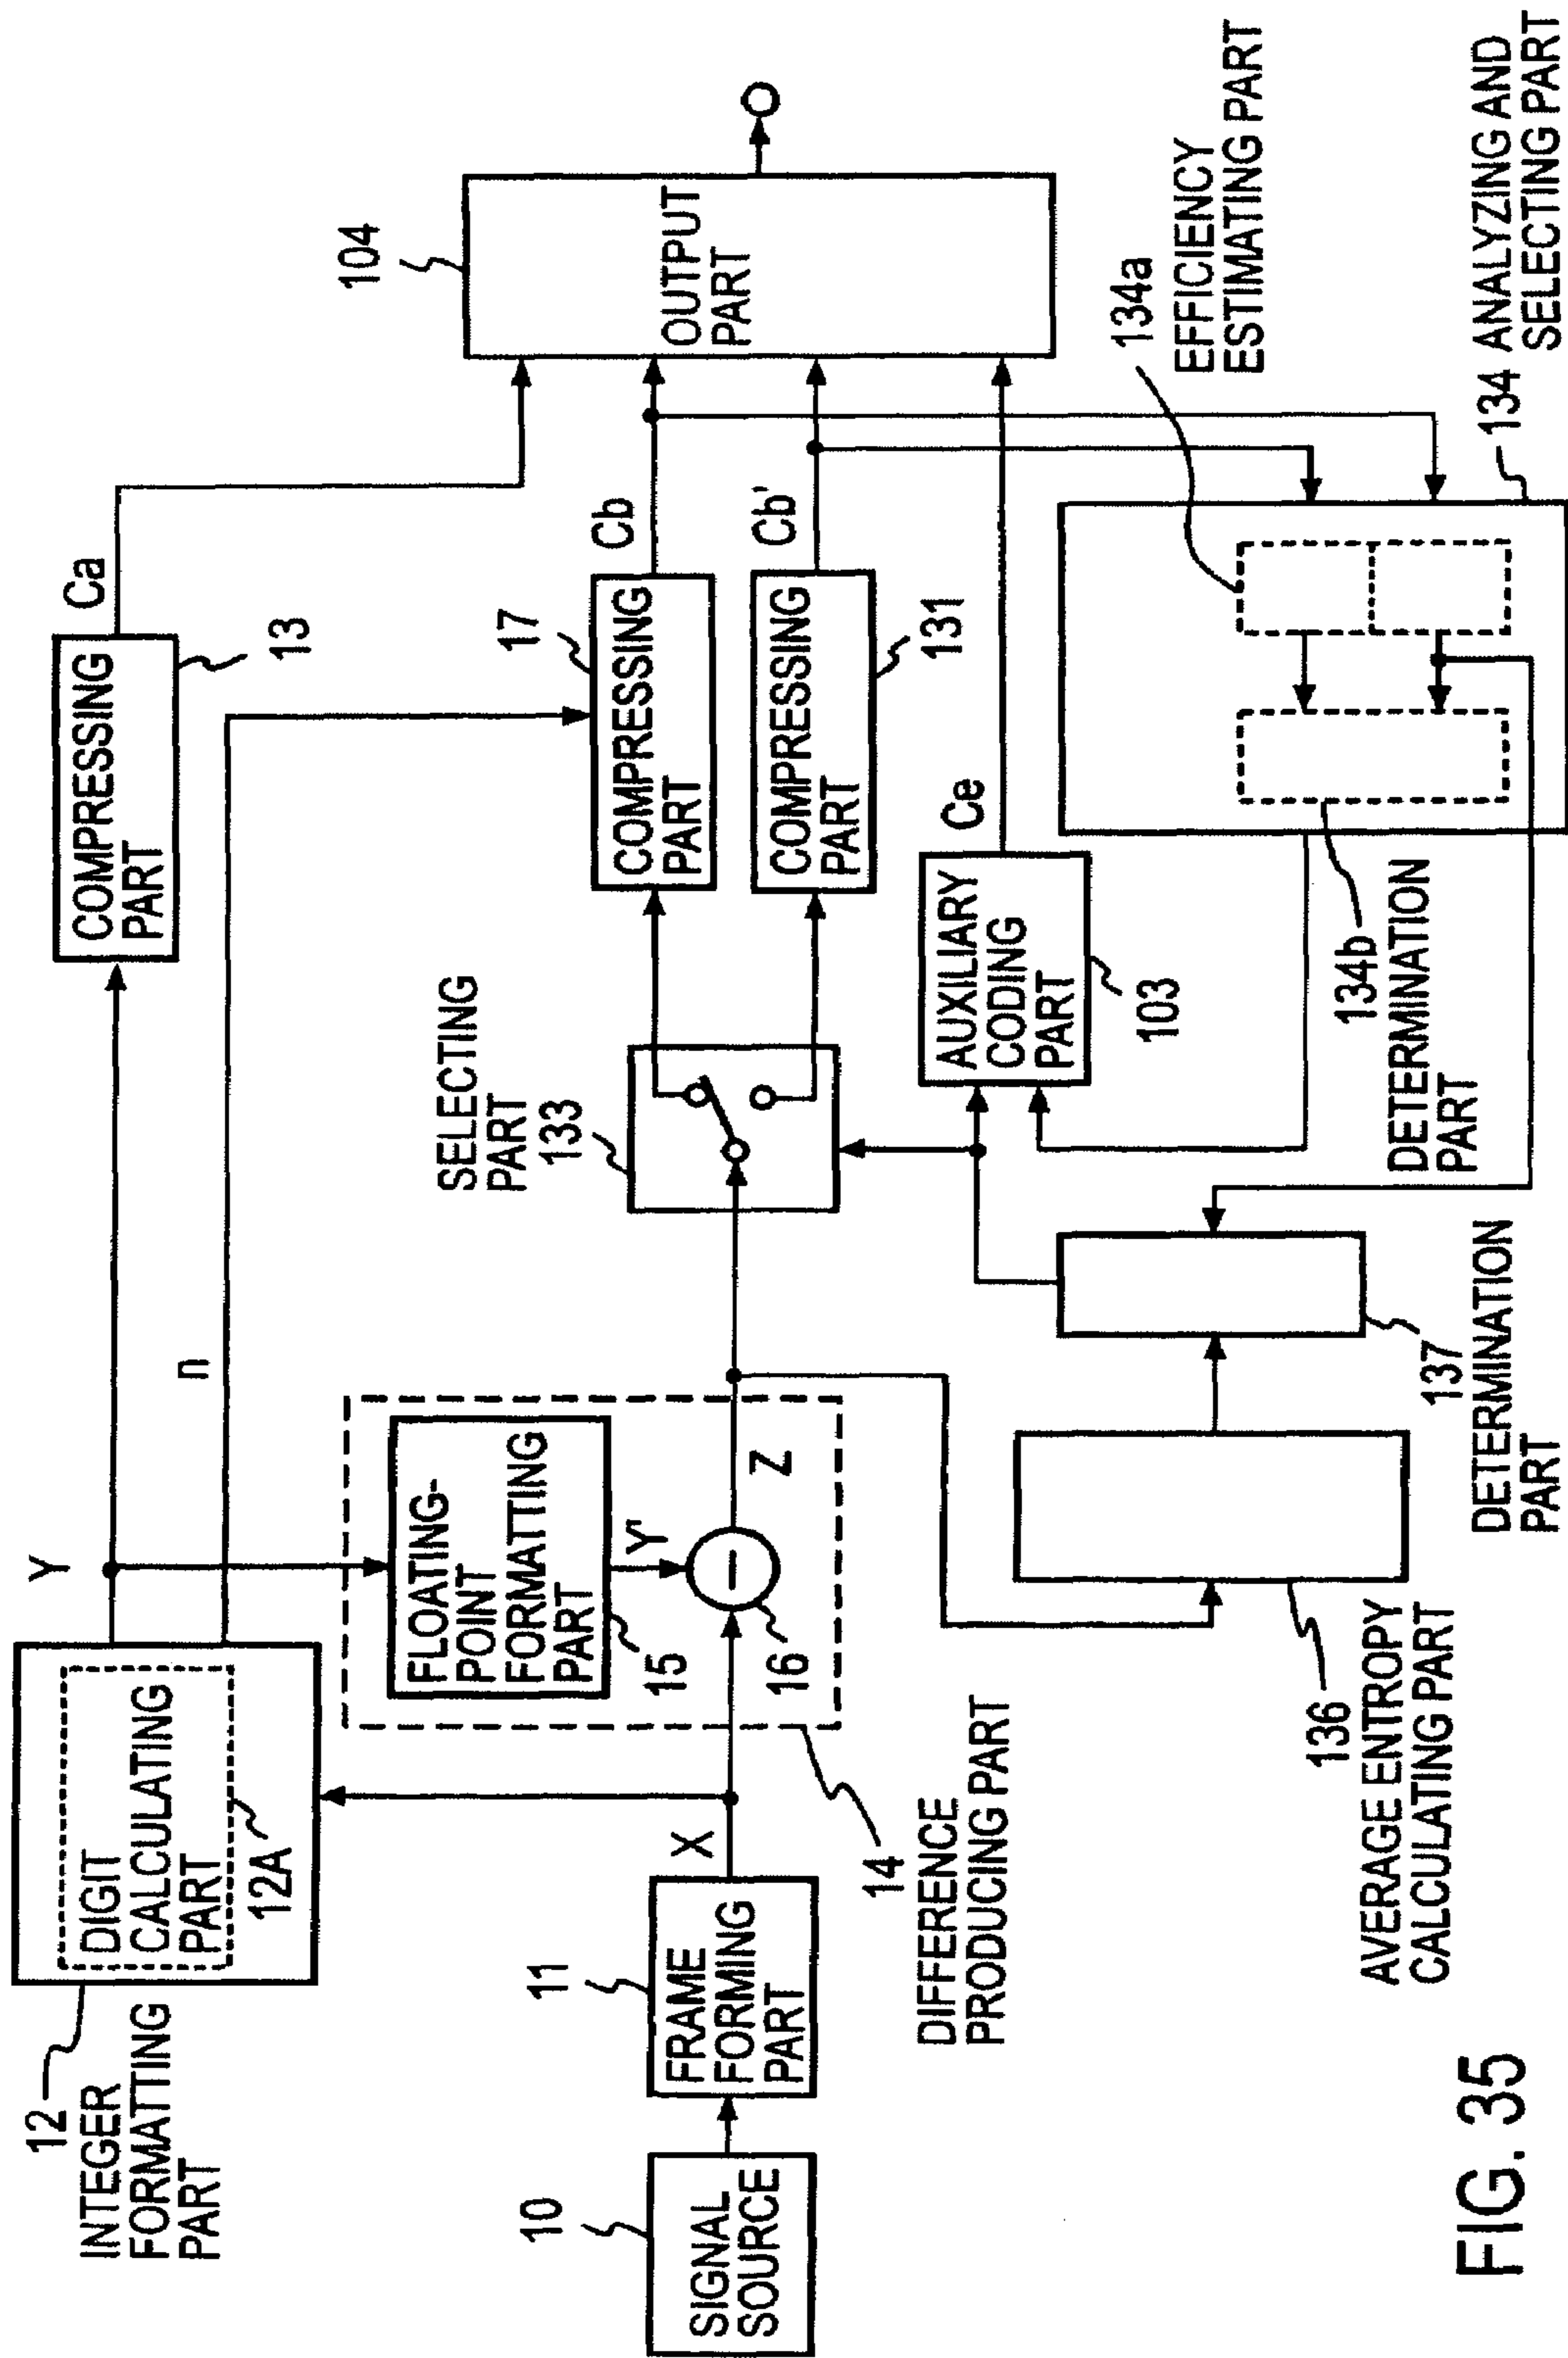 12
INTEGER
FORMATTING
PART
DIGIT
CALCULATING
PART
12A
Y
n
COMPRESSING
PART
13
Ca
10
SIGNAL
SOURCE
11
FRAME
FORMING
PART
X
FLOATING-
POINT
FORMATTING
PART
15
Y'
16
Z
14
DIFFERENCE
PRODUCING PART
SELECTING
PART
133
17
COMPRESSING
PART
Cb
COMPRESSING
PART
131
Cb'
104
OUTPUT
PART
AUXILIARY
CODING
PART
103
Ce
134a
EFFICIENCY
ESTIMATING PART
134 ANALYZING AND
SELECTING PART
134b
DETERMINATION
PART
137
DETERMINATION
PART
136
AVERAGE ENTROPY
CALCULATING PART
FIG. 35